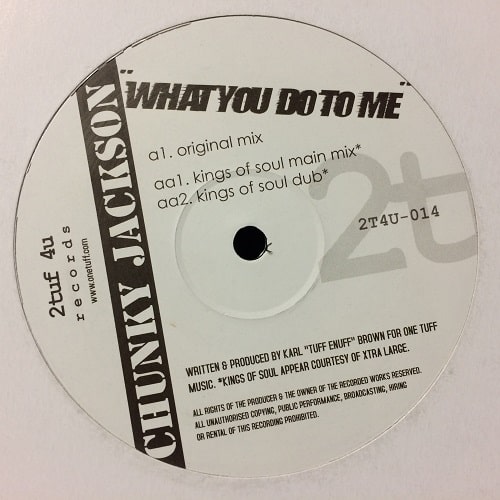 "WHAT YOU DO TO ME"
a1. original mix
aa1. kings of soul main mix*
aa2. kings of soul dub*
2t
2T4U-014
CHUNKY JACKSON
2tuf 4u
records
www.onetuff.com
WRITTEN & PRODUCED BY KARL "TUFF ENUFF" BROWN FOR ONE TUFF
MUSIC. *KINGS OF SOUL APPEAR COURTESY OF XTRA LARGE.
ALL RIGHTS OF THE PRODUCER & THE OWNER OF THE RECORDED WORKS RESERVED.
ALL UNAUTHORISED COPYING, PUBLIC PERFORMANCE, BROADCASTING, HIRING
OR RENTAL OF THIS RECORDING PROHIBITED.